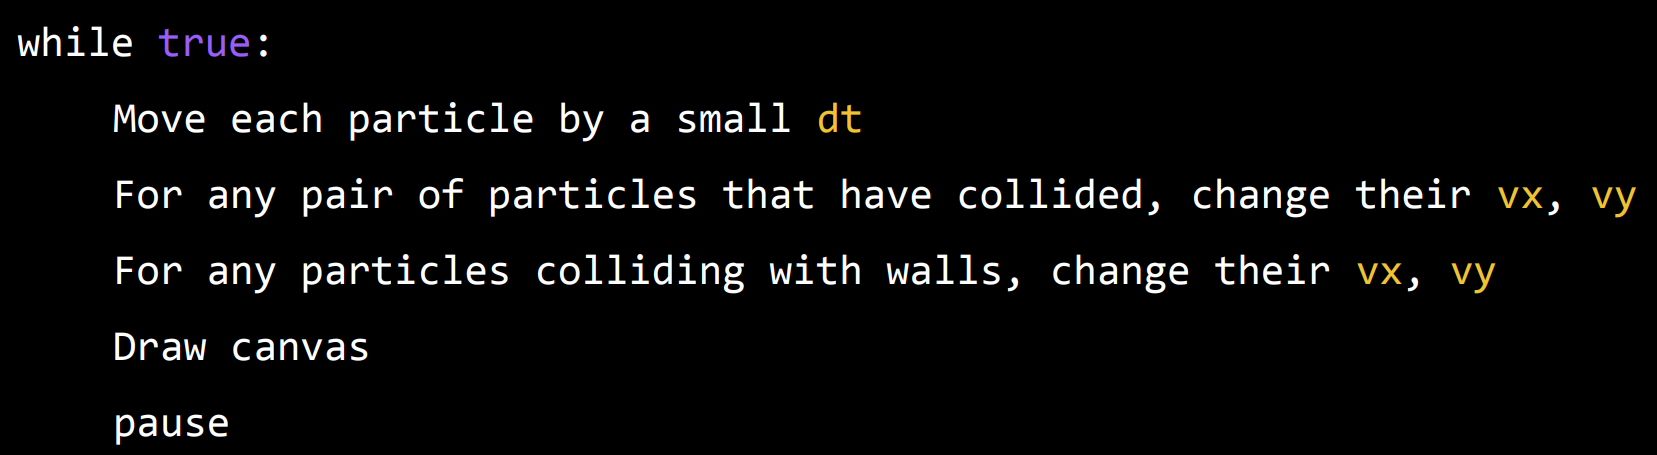 while true:
Move each particle by a small dt
For any pair of particles that have collided, change their vx, vy
For any particles colliding with walls, change their vx, vy
Draw canvas
pause